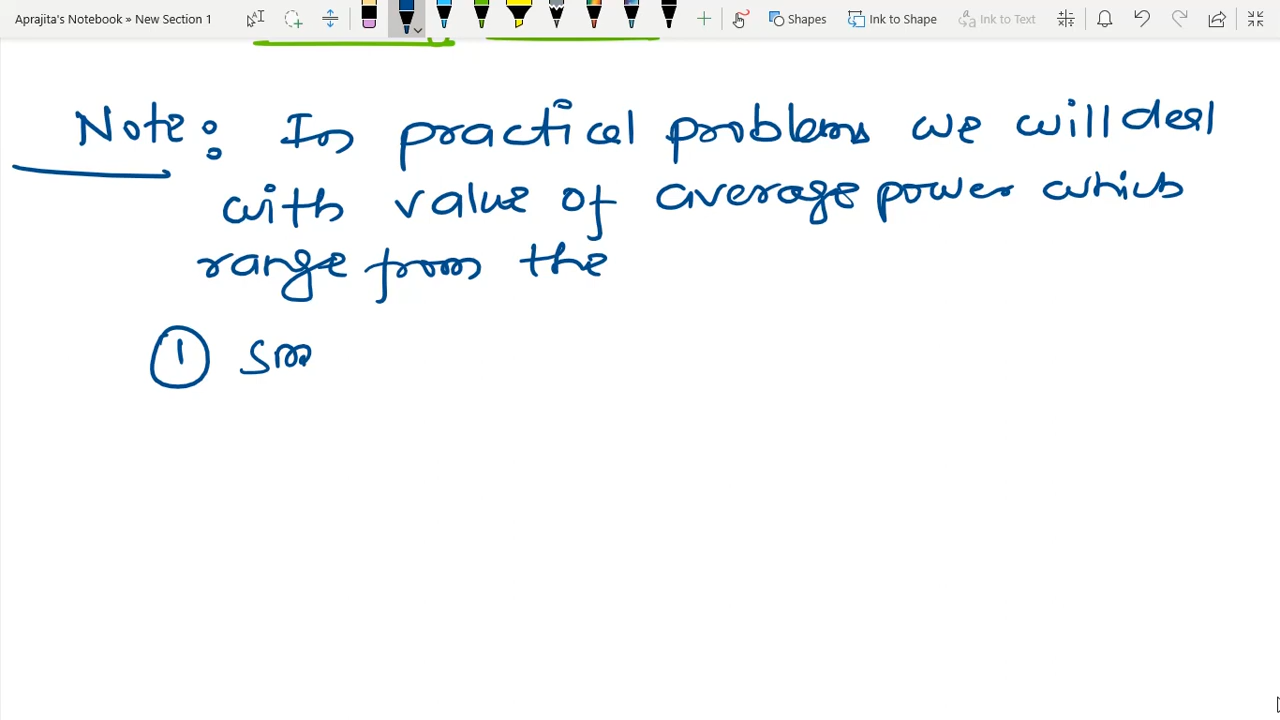 Aprajita's Notebook » New Section 1
Shapes
Ink to Shape
Ink to Text
Note: In practical problems we will deal
with value of average power which
range from the
① sm